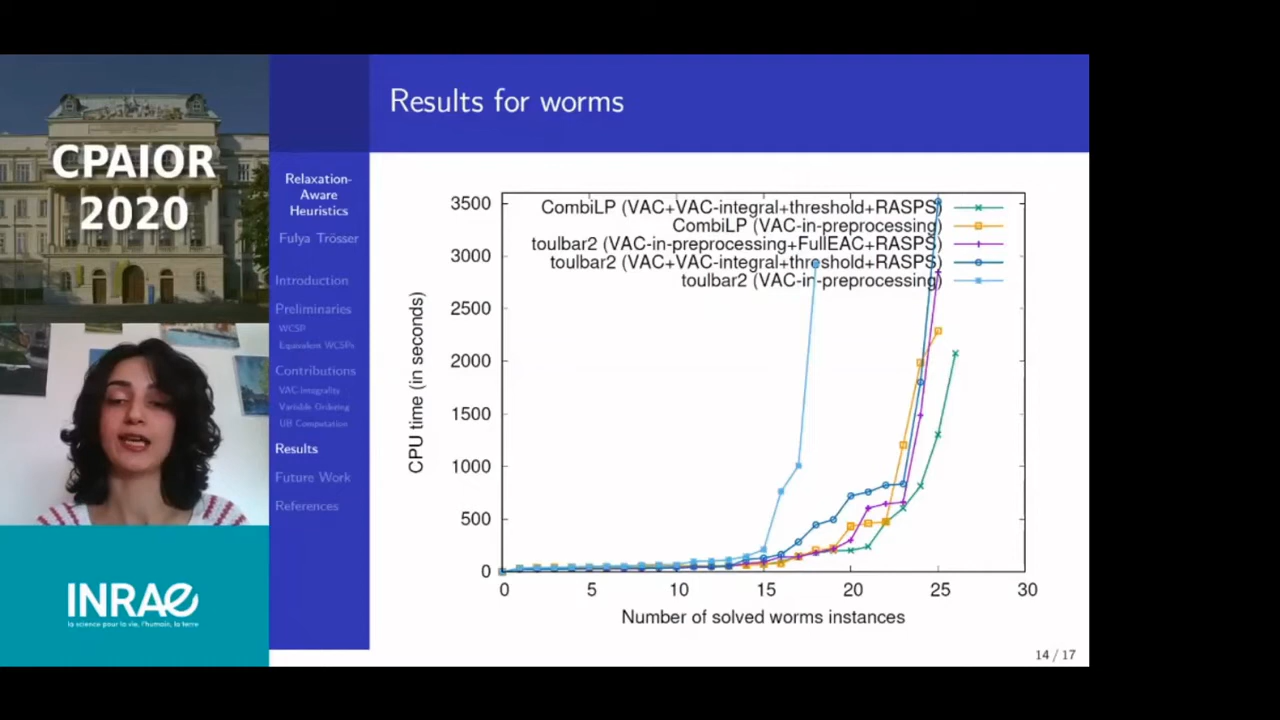 CPAIOR
2020
INRAE
la science pour la vie, l'humain, la terre
Relaxation-
Aware
Heuristics
Fulya Trösser
Introduction
Preliminaries
WCSP
Equivalent WCSPs
Contributions
VAC-Integrality
Variable Ordering
UB Computation
Results
Future Work
References
Results for worms
CombiLP (VAC+VAC-integral+threshold+RASPS)
CombiLP (VAC-in-preprocessing)
toulbar2 (VAC-in-preprocessing+FullEAC+RASPS)
toulbar2 (VAC+VAC-integral+threshold+RASPS)
toulbar2 (VAC-in-preprocessing)
CPU time (in seconds)
3500
3000
2500
2000
1500
1000
500
0
0 5 10 15 20 25 30
Number of solved worms instances
14 / 17